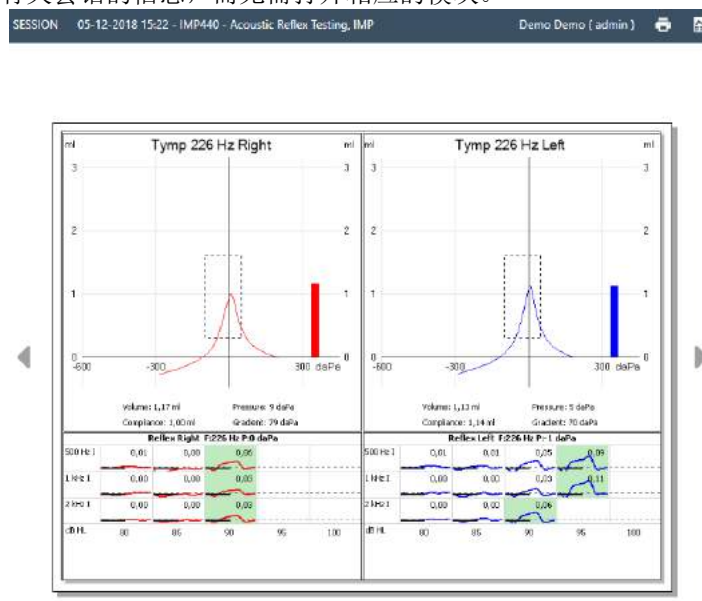 SESSION 05-12-2018 15:22 - IMP440 - Acoustic Reflex Testing, IMP Demo Demo ( admin )
ml Tymp 226 Hz Right ml
3 3
2 2
1 1
0 0
-600 -300 300 daPa
Volume: 1,17 ml Pressure: 9 daPa
Compliance: 1,00 ml Gradient: 79 daPa
Reflex Right F:226 Hz P:0 daPa
500 Hz I 0,01 0,00 0,06
1 kHz I 0,00 0,00 0,03
2 kHz I 0,00 0,00 0,03
dB HL 80 85 90 95 100
ml Tymp 226 Hz Left ml
3
2
1
0
-600 -300 300 daPa
Volume: 1,13 ml Pressure: 5 daPa
Compliance: 1,14 ml Gradient: 70 daPa
Reflex Left F:226 Hz P:-1 daPa
500 Hz I 0,01 0,01 0,05 0,09
1 kHz I 0,00 0,00 0,03 0,11
2 kHz I 0,00 0,00 0,06
dB HL 80 85 90 95 100